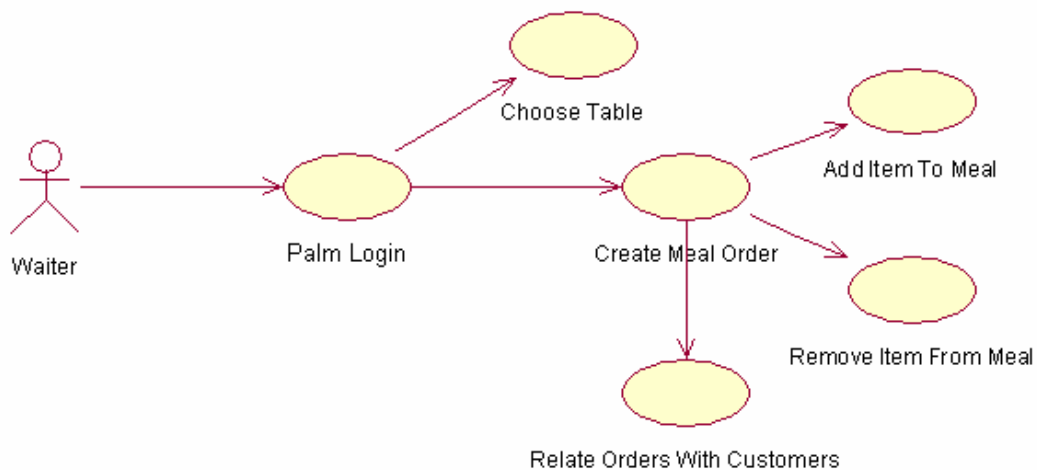 Choose Table
Add Item To Meal
Waiter
Palm Login
Create Meal Order
Remove Item From Meal
Relate Orders With Customers